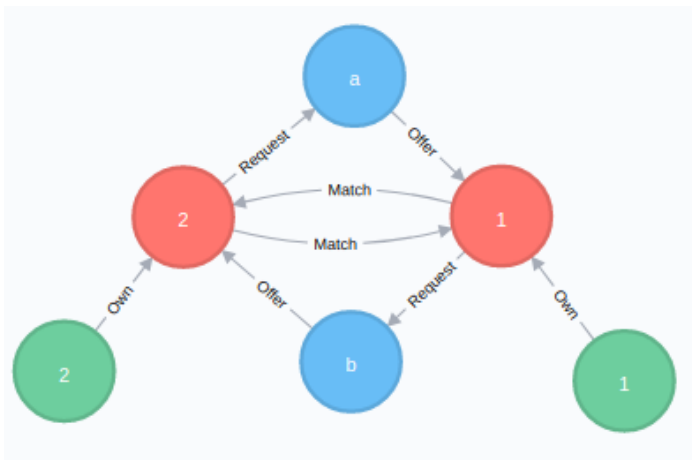 a
Request
Offer
Match
2
1
Match
Own
Offer
Request
Own
2
b
1